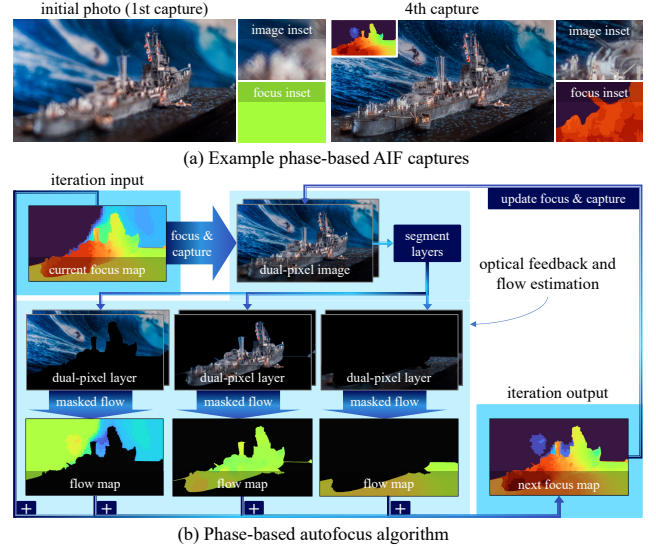 initial photo (1st capture)
4th capture
image inset
focus inset
image inset
focus inset
(a) Example phase-based AIF captures
iteration input
current focus map
focus &
capture
dual-pixel image
segment
layers
update focus & capture
optical feedback and
flow estimation
dual-pixel layer
dual-pixel layer
dual-pixel layer
masked flow
masked flow
masked flow
iteration output
flow map
flow map
flow map
next focus map
+
+
+
+
(b) Phase-based autofocus algorithm